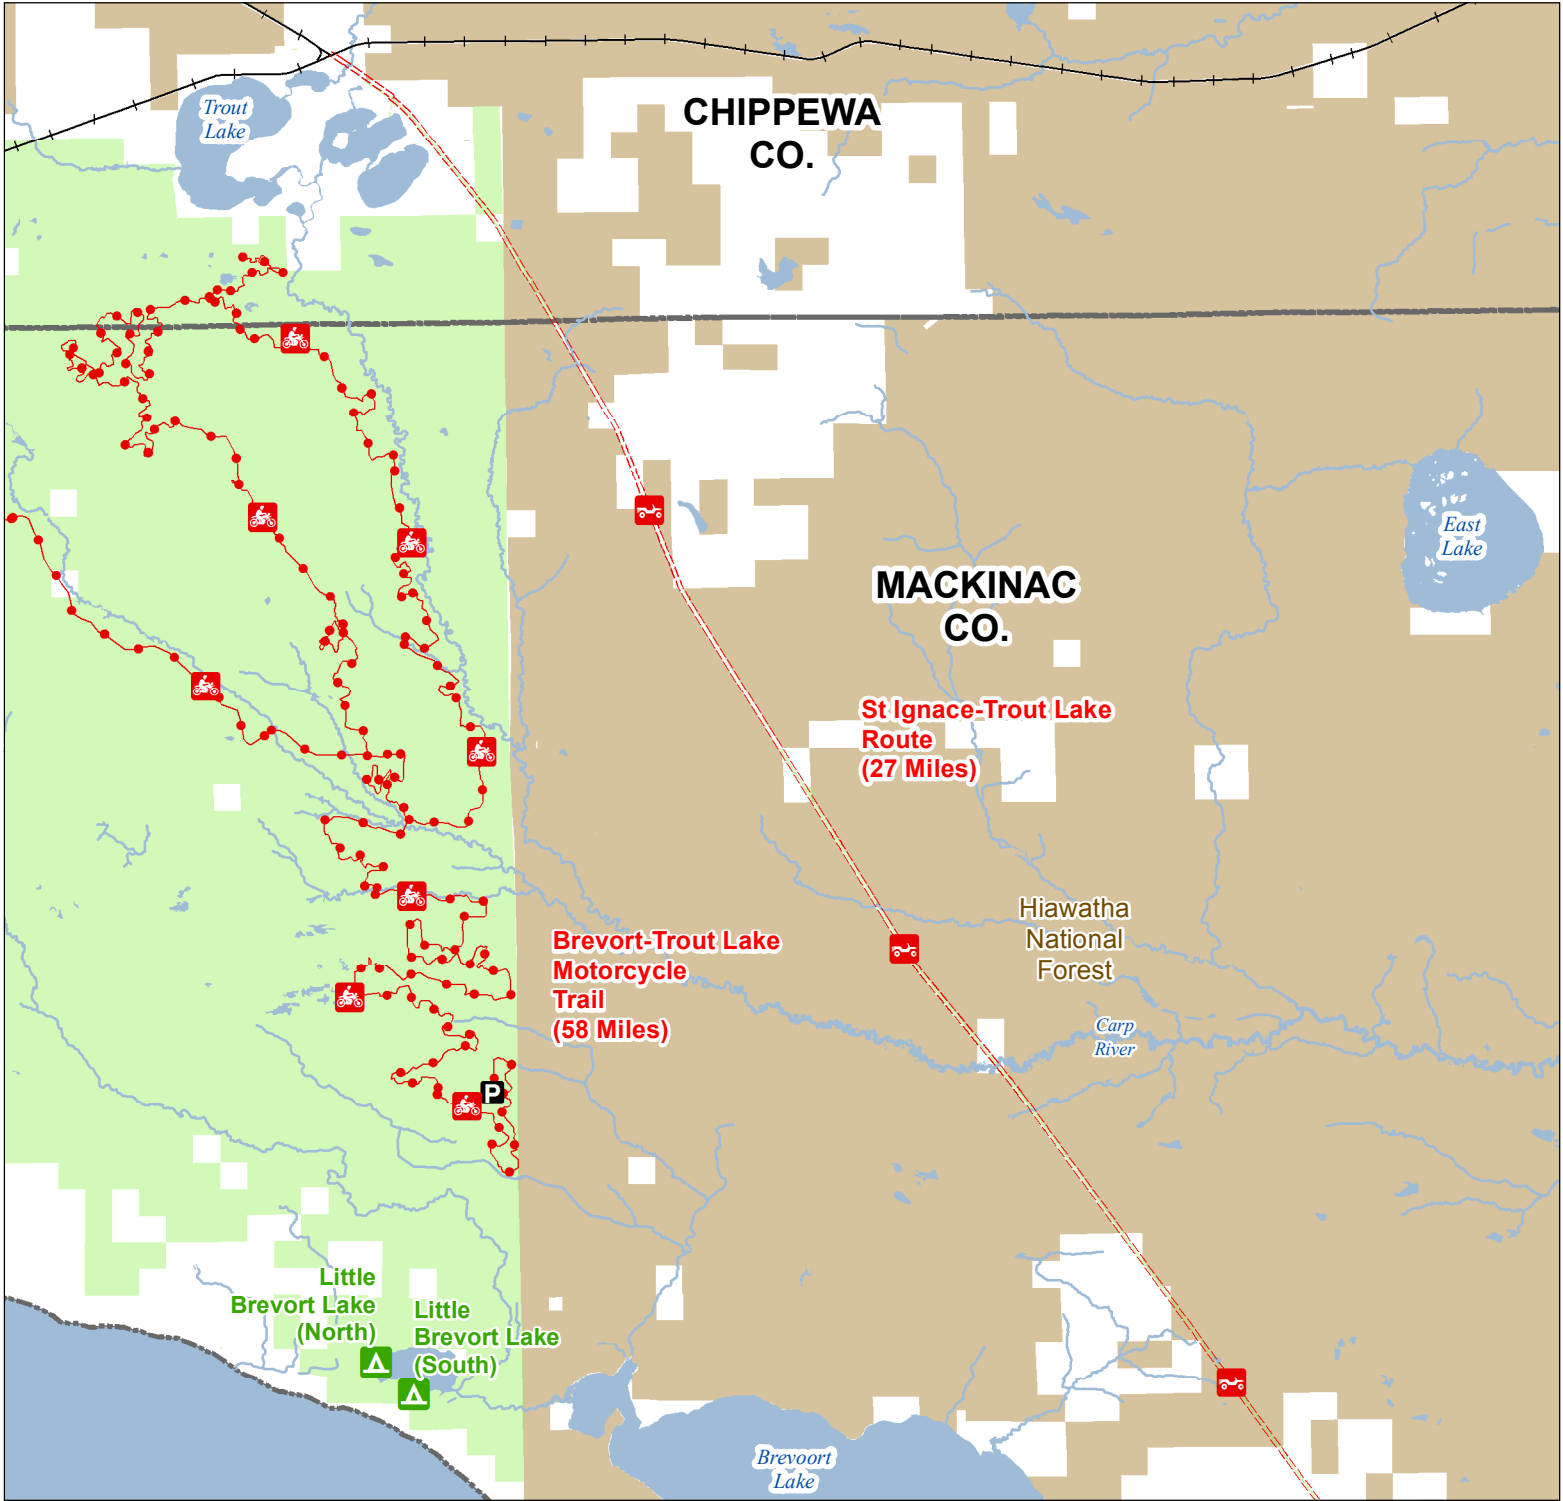 Trout
Lake
CHIPPEWA
CO.
East
Lake
MACKINAC
CO.
St Ignace-Trout Lake
Route
(27 Miles)
Hiawatha
National
Forest
Brevort-Trout Lake
Motorcycle
Trail
(58 Miles)
Carp
River
P
Little
Brevort Lake
(North)
Little
Brevort Lake
(South)
Brevoort
Lake